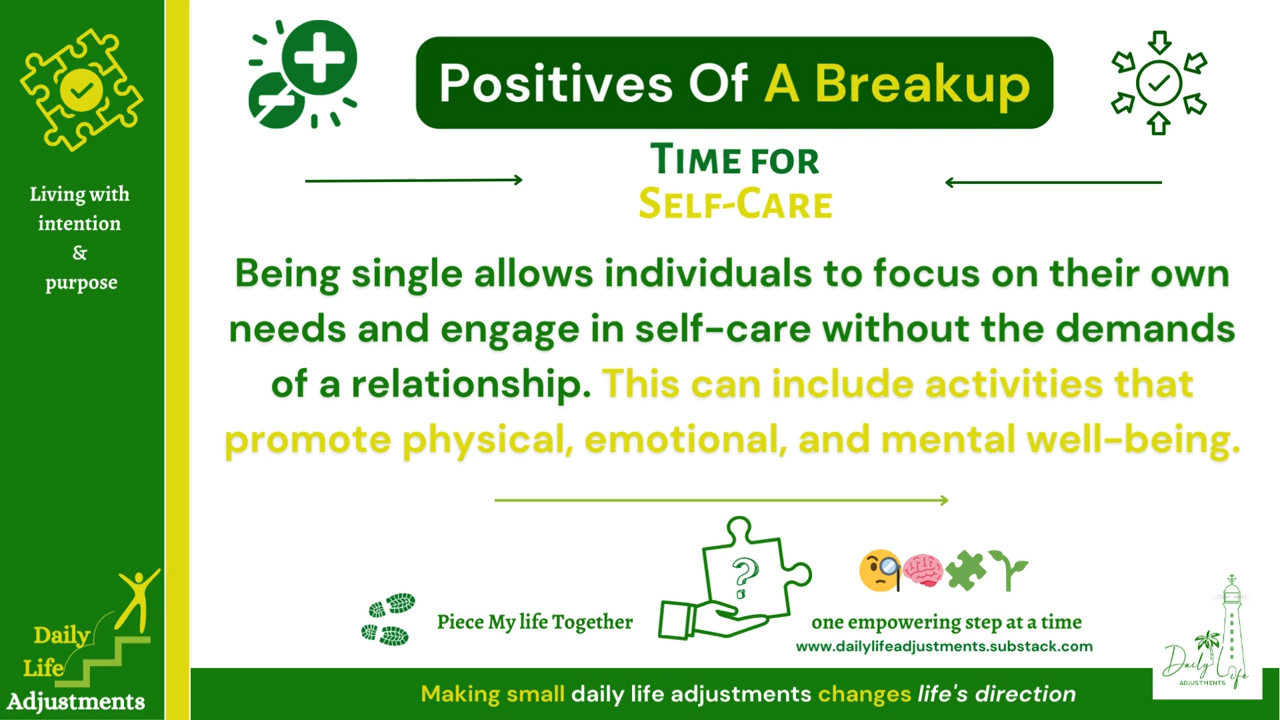 Living with
intention
&
purpose
Daily
Life
Adjustments
Positives Of A Breakup
Time for
Self-Care
Being single allows individuals to focus on their own
needs and engage in self-care without the demands
of a relationship. This can include activities that
promote physical, emotional, and mental well-being.
?
Piece My life Together
one empowering step at a time
www.dailylifeadjustments.substack.com
Making small daily life adjustments changes life's direction
Daily Life
ADJUSTMENTS